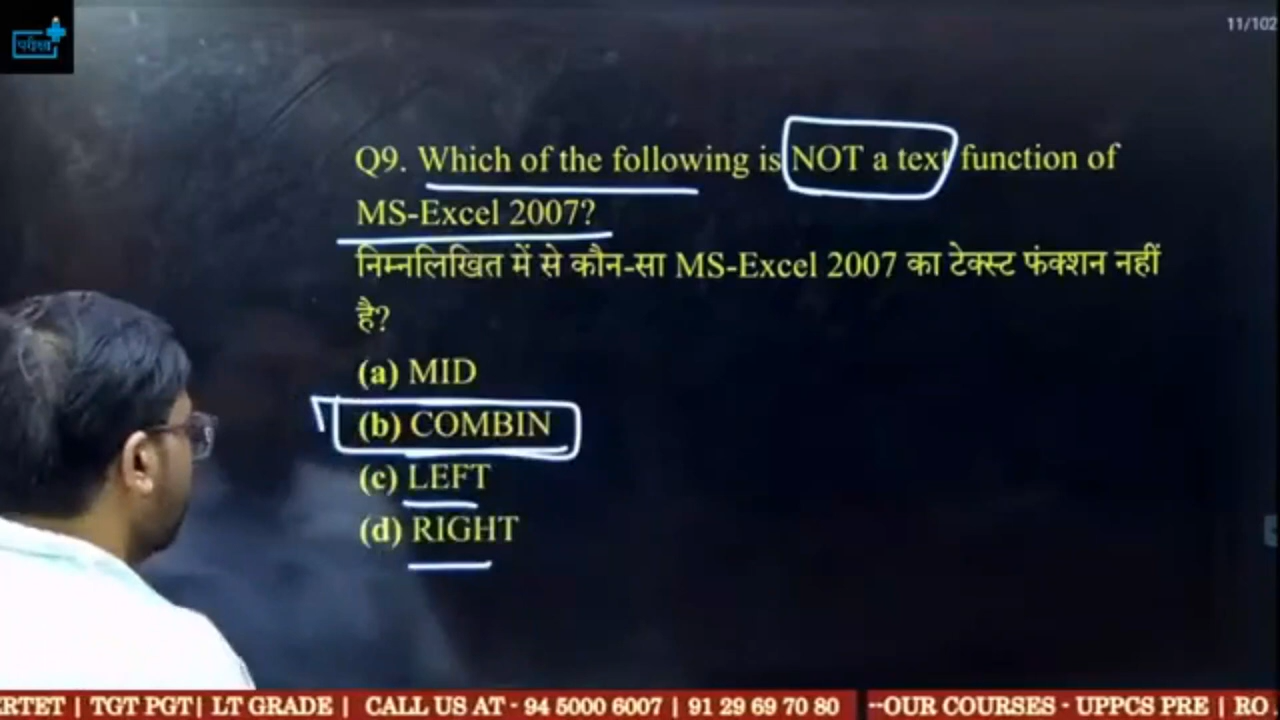 परीक्षा
11/102
Q9. Which of the following is NOT a text function of
MS-Excel 2007?
निम्नलिखित में से कौन-सा MS-Excel 2007 का टेक्स्ट फंक्शन नहीं
है?
(a) MID
(b) COMBIN
(c) LEFT
(d) RIGHT
ERTET | TGT PGT| LT GRADE | CALL US AT - 94 5000 6007 | 91 29 69 70 80 --OUR COURSES - UPPCS PRE | RO